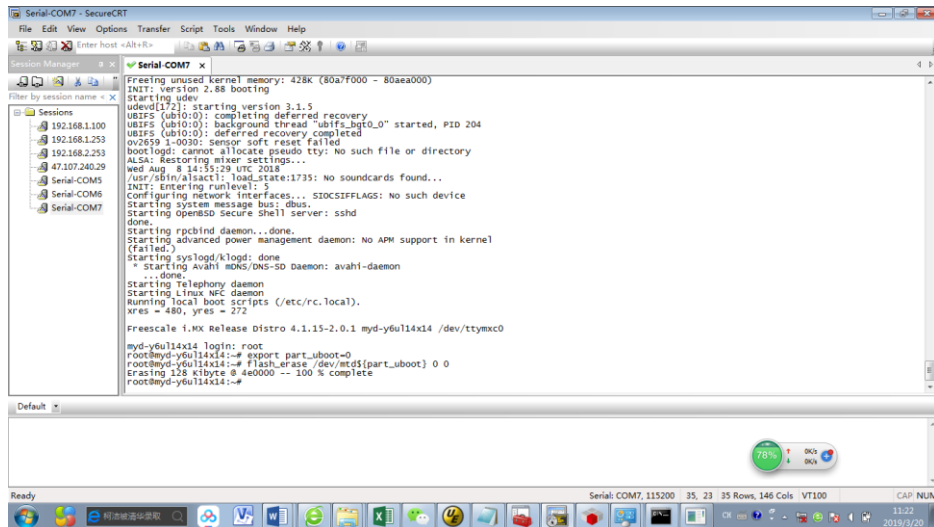 Serial-COM7 - SecureCRT
File Edit View Options Transfer Script Tools Window Help
Enter host <Alt+R>
Session Manager
Serial-COM7
Filter by session name <
Sessions
192.168.1.100
192.168.1.253
192.168.2.253
47.107.240.29
Serial-COM5
Serial-COM6
Serial-COM7
Freeing unused kernel memory: 428K (80a7f000 - 80aea000)
INIT: version 2.88 booting
Starting udev
udevd[172]: starting version 3.1.5
UBIFS (ubi0:0): completing deferred recovery
UBIFS (ubi0:0): background thread "ubifs_bgt0_0" started, PID 204
UBIFS (ubi0:0): deferred recovery completed
ov2659 1-0030: Sensor soft reset failed
bootlogd: cannot allocate pseudo tty: No such file or directory
ALSA: Restoring mixer settings...
Wed Aug  8 14:55:29 UTC 2018
/usr/sbin/alsactl: load_state:1735: No soundcards found...
INIT: Entering runlevel: 5
Configuring network interfaces... SIOCSIFFLAGS: No such device
Starting system message bus: dbus.
Starting OpenBSD Secure Shell server: sshd
done.
Starting rpcbind daemon...done.
Starting advanced power management daemon: No APM support in kernel
(failed.)
Starting syslogd/klogd: done
* Starting Avahi mDNS/DNS-SD Daemon: avahi-daemon
...done.
Starting Telephony daemon
Starting Linux NFC daemon
Running local boot scripts (/etc/rc.local).
xres = 480, yres = 272
Freescale i.MX Release Distro 4.1.15-2.0.1 myd-y6ul14x14 /dev/ttymxc0
myd-y6ul14x14 login: root
root@myd-y6ul14x14:~# export part_uboot=0
root@myd-y6ul14x14:~# flash_erase /dev/mtd${part_uboot} 0 0
Erasing 128 Kibyte @ 4e0000 -- 100 % complete
root@myd-y6ul14x14:~#
Default
78%
0K/s
0K/s
Ready
Serial: COM7, 115200 35, 23 35 Rows, 146 Cols VT100
CAP NUM
柯洁被清华录取
CH
11:22
2019/3/20